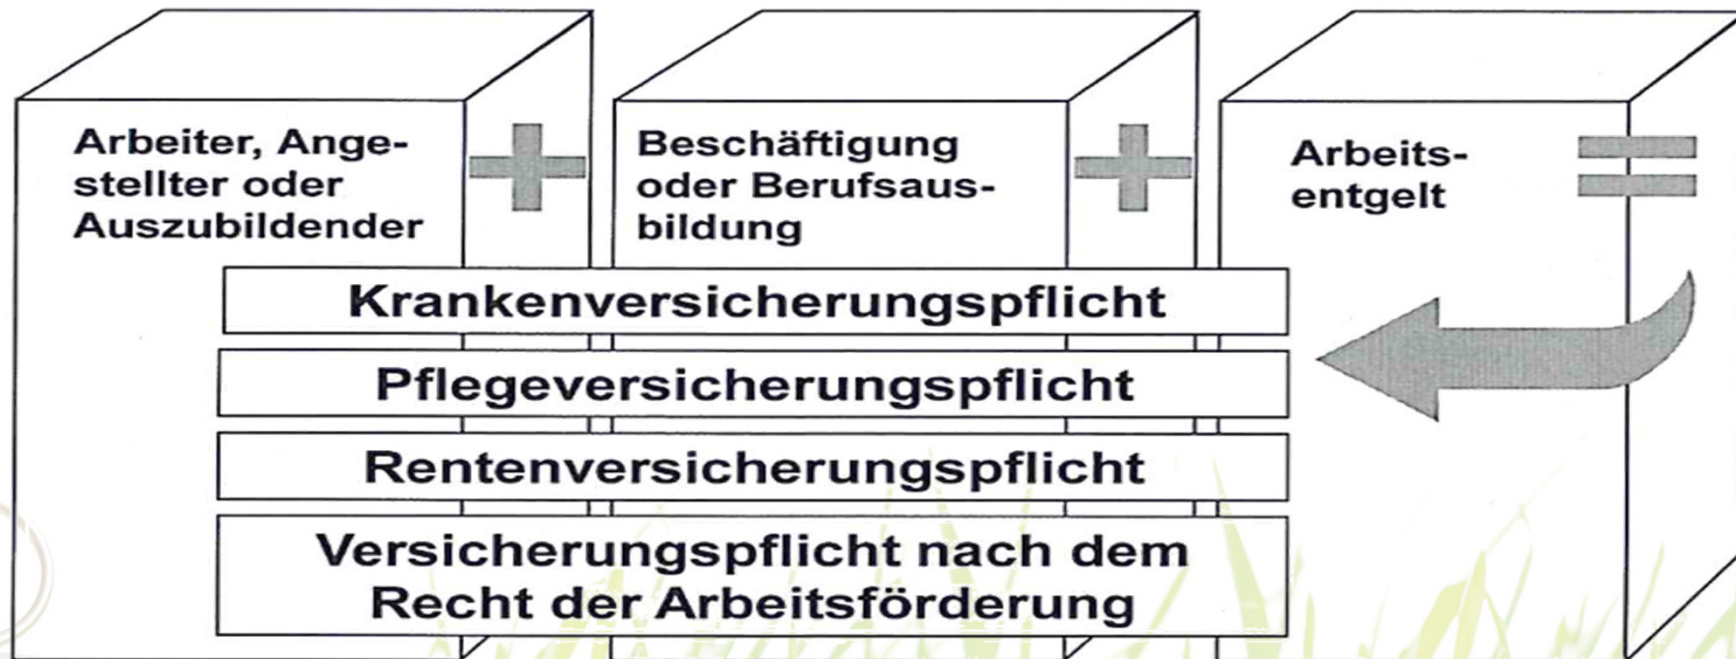 Arbeiter, Ange-
stellter oder
Auszubildender
+
Beschäftigung
oder Berufsaus-
bildung
+
Arbeits-
entgelt
=
Krankenversicherungspflicht
Pflegeversicherungspflicht
Rentenversicherungspflicht
Versicherungspflicht nach dem
Recht der Arbeitsförderung